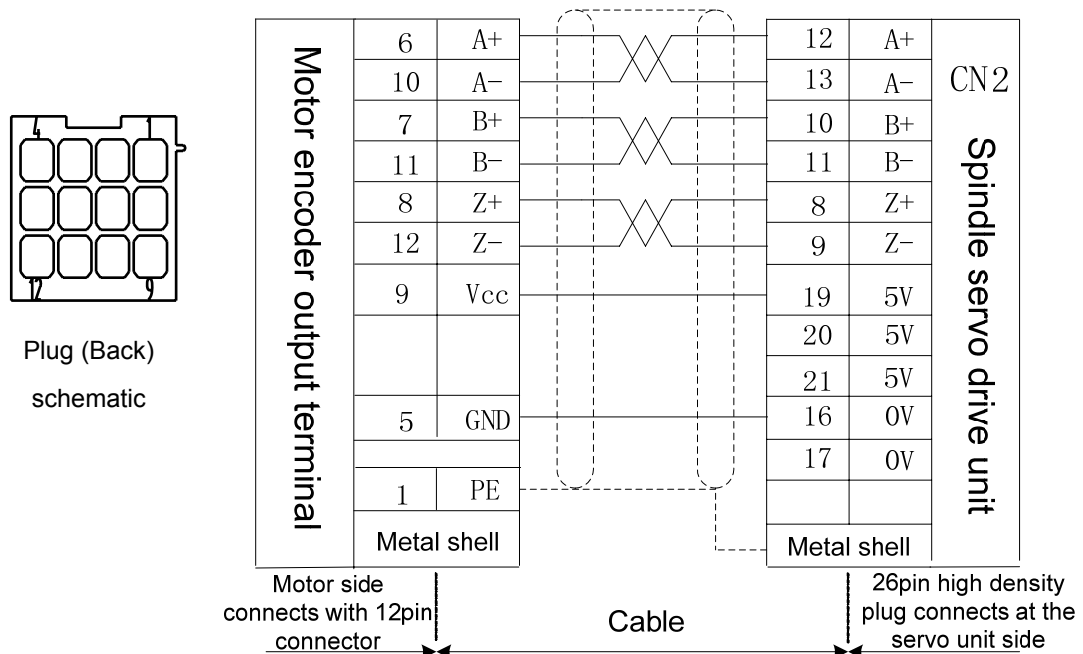 4 1
12 9
Plug (Back)
schematic
Motor encoder output terminal
6 A+
10 A-
7 B+
11 B-
8 Z+
12 Z-
9 Vcc
5 GND
1 PE
Metal shell
12 A+
13 A-
10 B+
11 B-
8 Z+
9 Z-
19 5V
20 5V
21 5V
16 0V
17 0V
Metal shell
CN2
Spindle servo drive unit
Motor side
connects with 12pin
connector
Cable
26pin high density
plug connects at the
servo unit side